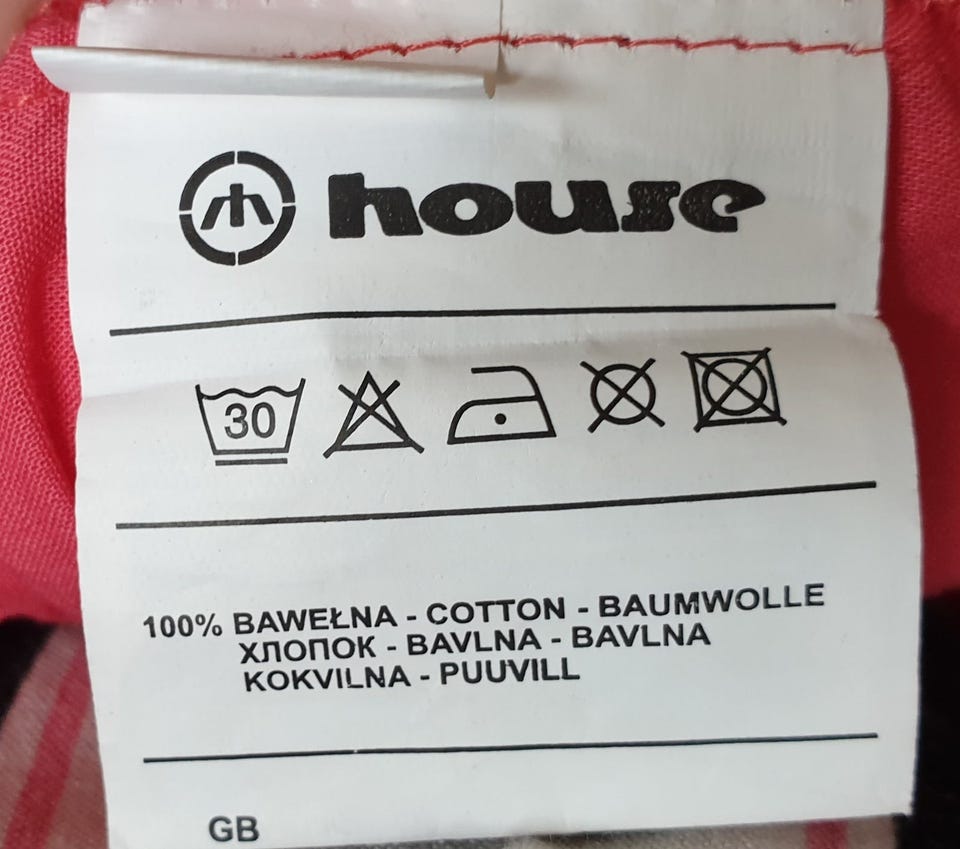 house
30
100% BAWEŁNA - COTTON - BAUMWOLLE
ХЛОПОК - BAVLNA - BAVLNA
KOKVILNA - PUUVILL
GB